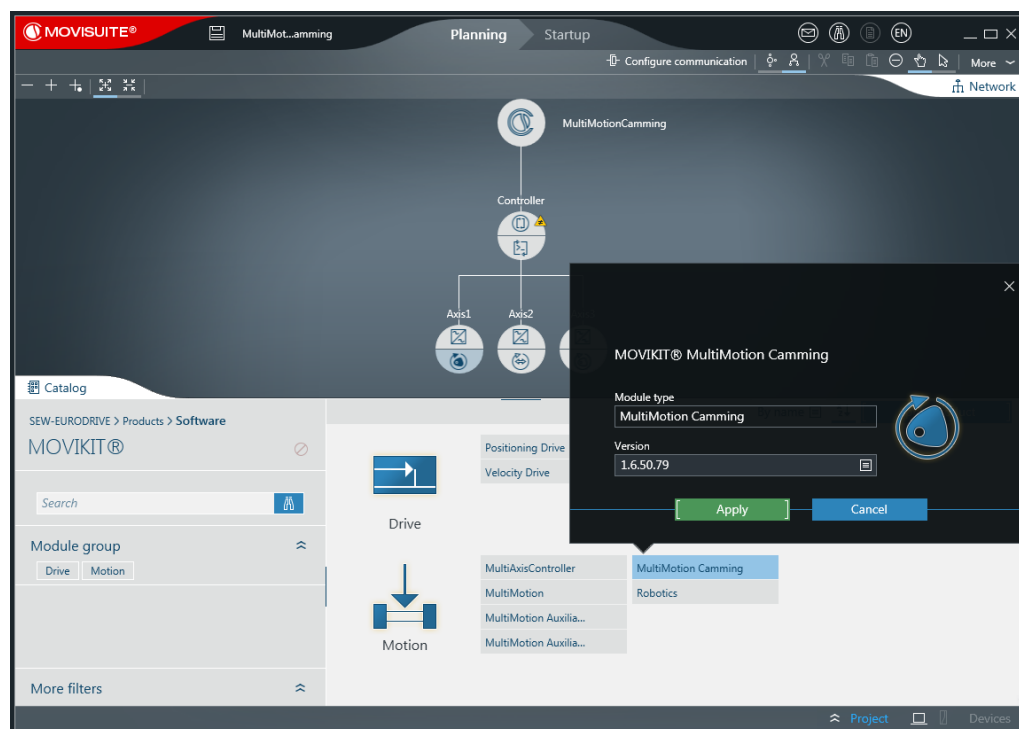 MOVISUITE®
MultiMot...amming
Planning
Startup
EN
Configure communication
More
Network
MultiMotionCamming
Controller
Axis1
Axis2
MOVIKIT® MultiMotion Camming
Module type
MultiMotion Camming
Version
1.6.50.79
Apply
Cancel
Catalog
SEW-EURODRIVE > Products > Software
MOVIKIT®
Search
Module group
Drive
Motion
More filters
Positioning Drive
Velocity Drive
Drive
MultiAxisController
MultiMotion Camming
MultiMotion
Robotics
MultiMotion Auxilia...
MultiMotion Auxilia...
Motion
Project
Devices